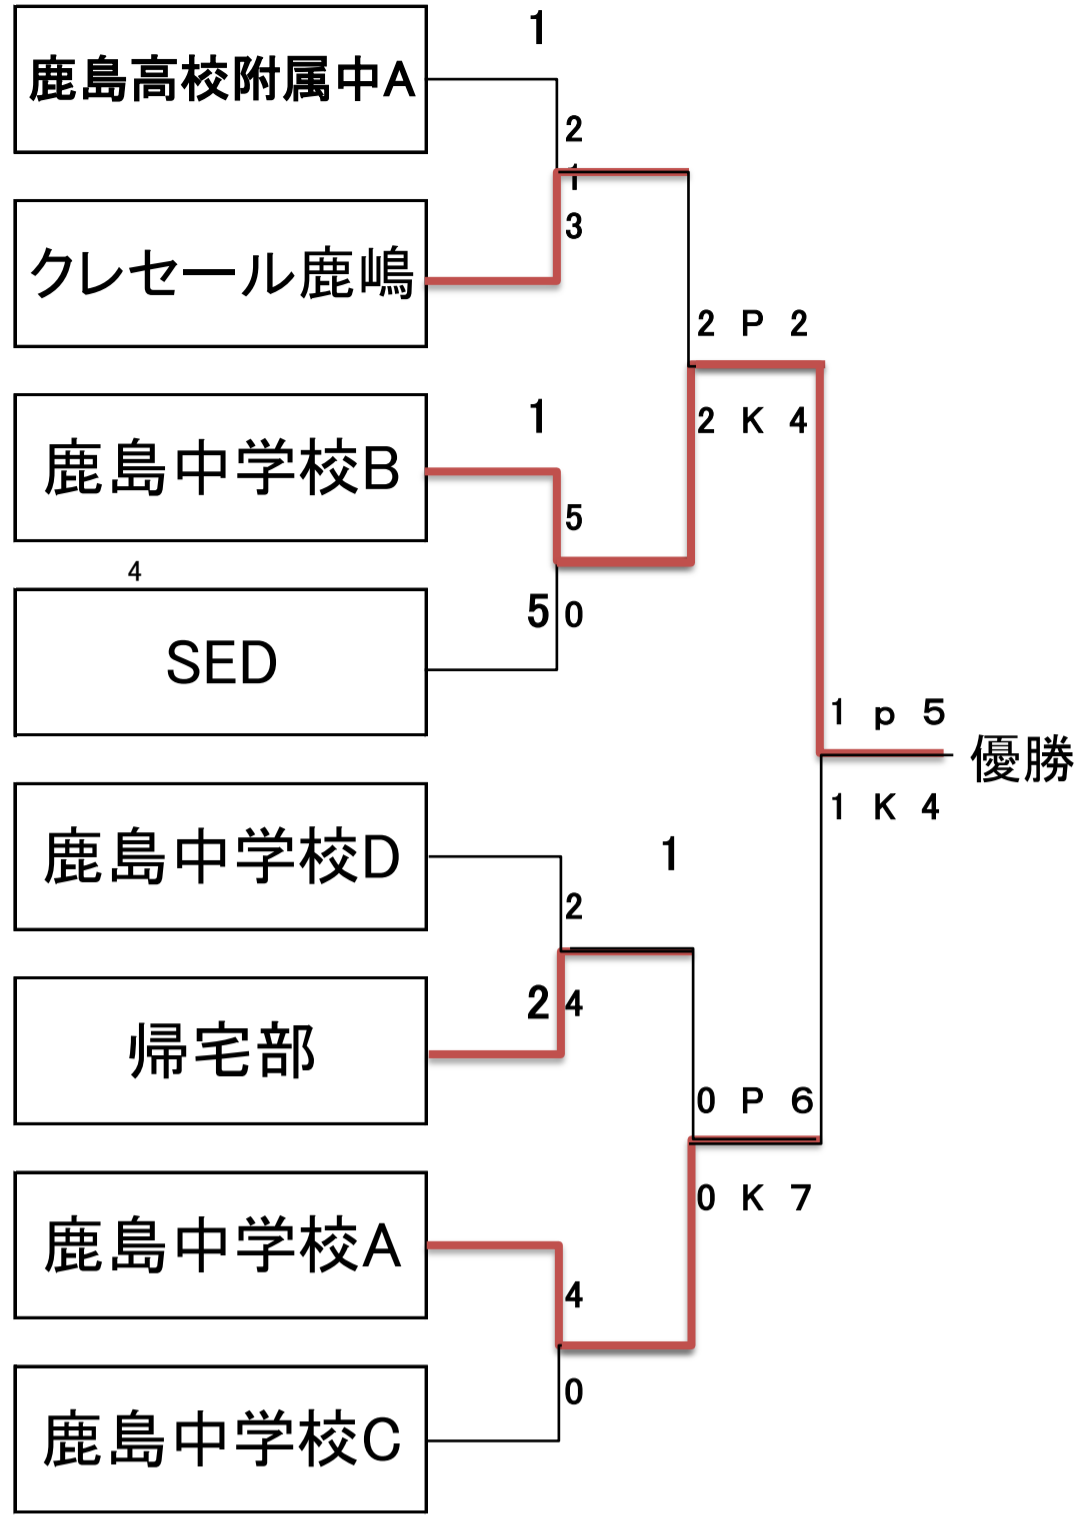 1
鹿島高校附属中A
2
1
3
クレセール鹿嶋
2 P 2
2 K 4
1
鹿島中学校B
5
4
5 0
SED
1 p 5
優勝
1 K 4
鹿島中学校D
1
2
2 4
帰宅部
0 P 6
0 K 7
鹿島中学校A
4
0
鹿島中学校C